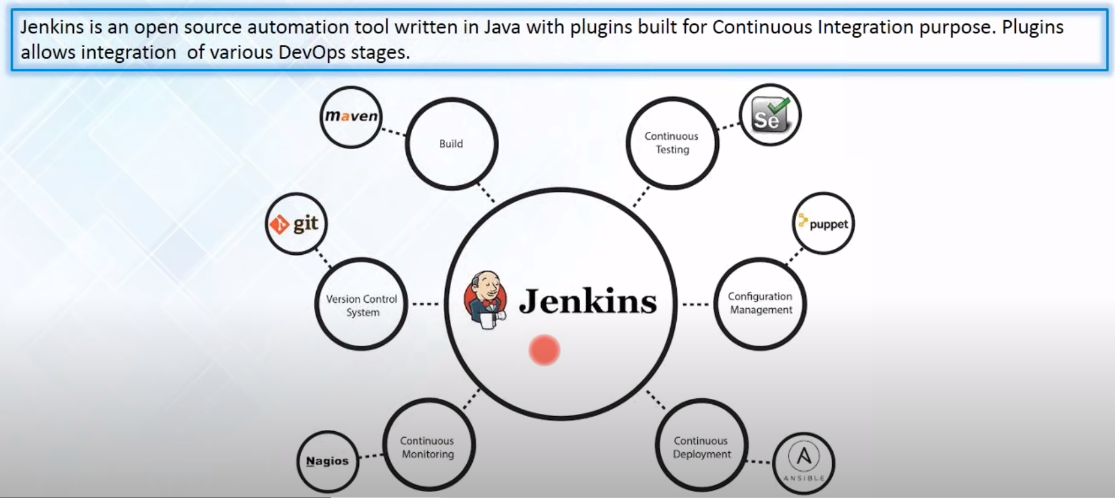 Jenkins is an open source automation tool written in Java with plugins built for Continuous Integration purpose. Plugins
allows integration of various DevOps stages.
maven
Build
Continuous
Testing
Se
git
puppet
Version Control
System
Jenkins
Configuration
Management
Nagios
Continuous
Monitoring
Continuous
Deployment
A
ANSIBLE